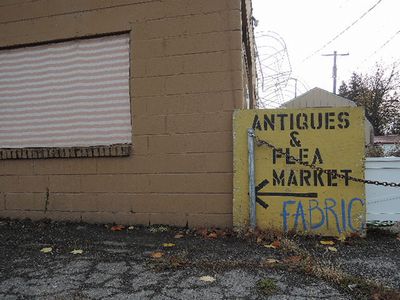 ANTIQUES
&
FLEA
MARKET
FABRIC